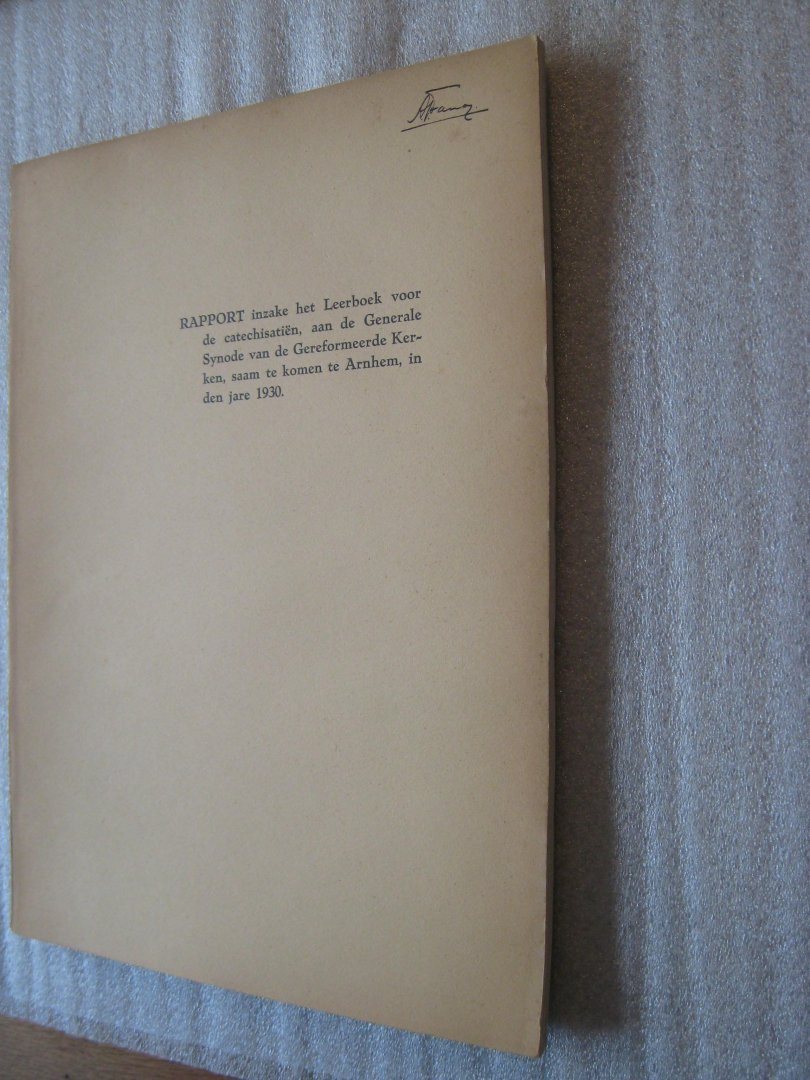 RAPPORT inzake het Leerboek voor
de catechisatiën, aan de Generale
Synode van de Gereformeerde Ker-
ken, saam te komen te Arnhem, in
den jare 1930.